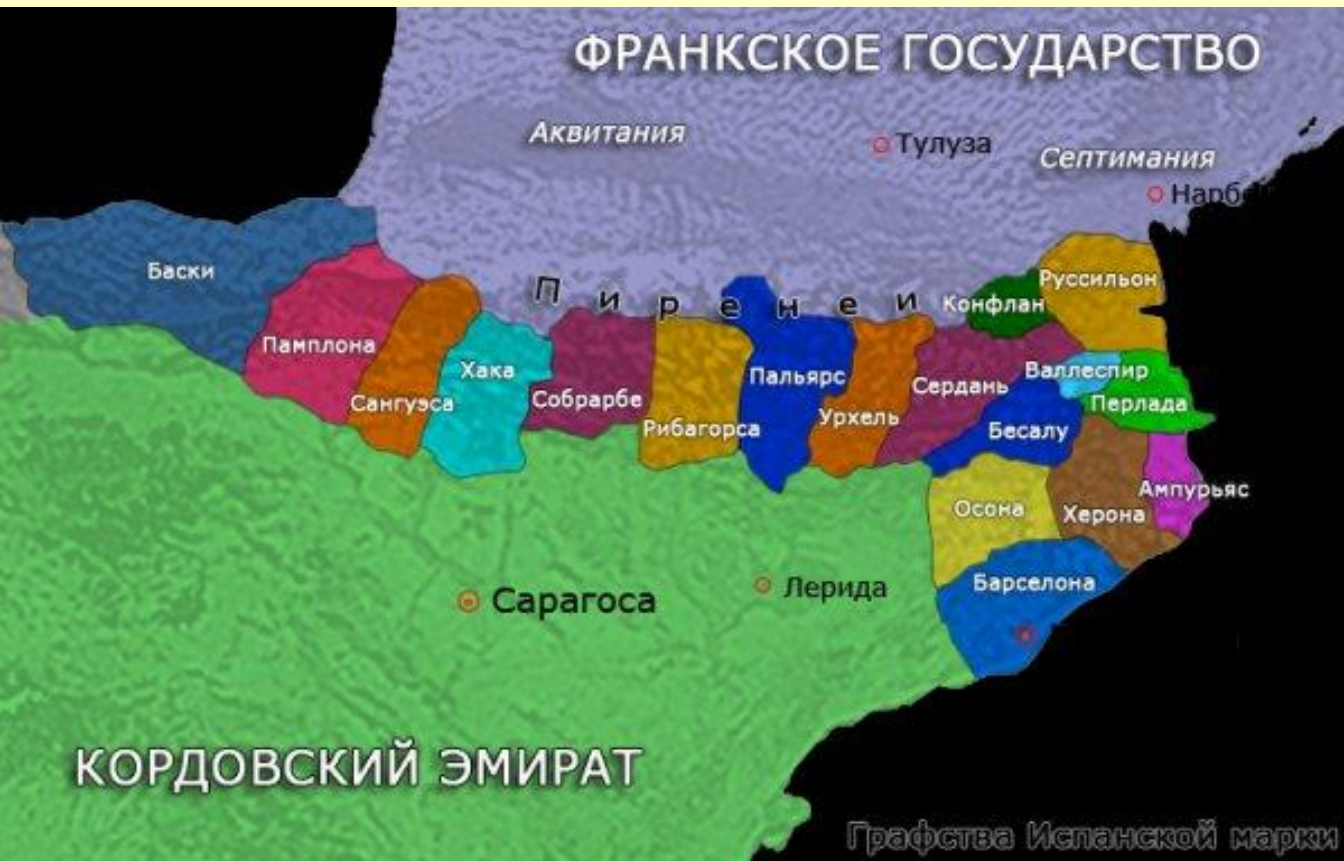 ФРАНКСКОЕ ГОСУДАРСТВО
Аквитания
Тулуза
Септимания
Баски
Пиренеи
Руссильон
Конфлан
Памплона
Хака
Валлеспир
Пальярс
Сердань
Сангуэса
Собрарбе
Перлада
Урхель
Рибагорса
Бесалу
Ампурьяс
Осона
Херона
Барселона
Лерида
Сарагоса
КОРДОВСКИЙ ЭМИРАТ
Графства Испанской марки